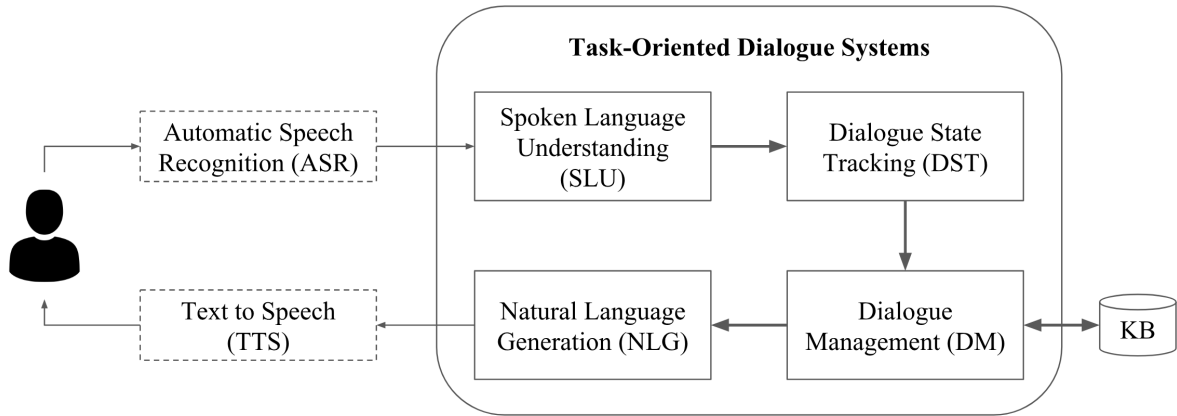 Task-Oriented Dialogue Systems
Automatic Speech
Recognition (ASR)
Spoken Language
Understanding
(SLU)
Dialogue State
Tracking (DST)
Dialogue
Management (DM)
KB
Natural Language
Generation (NLG)
Text to Speech
(TTS)